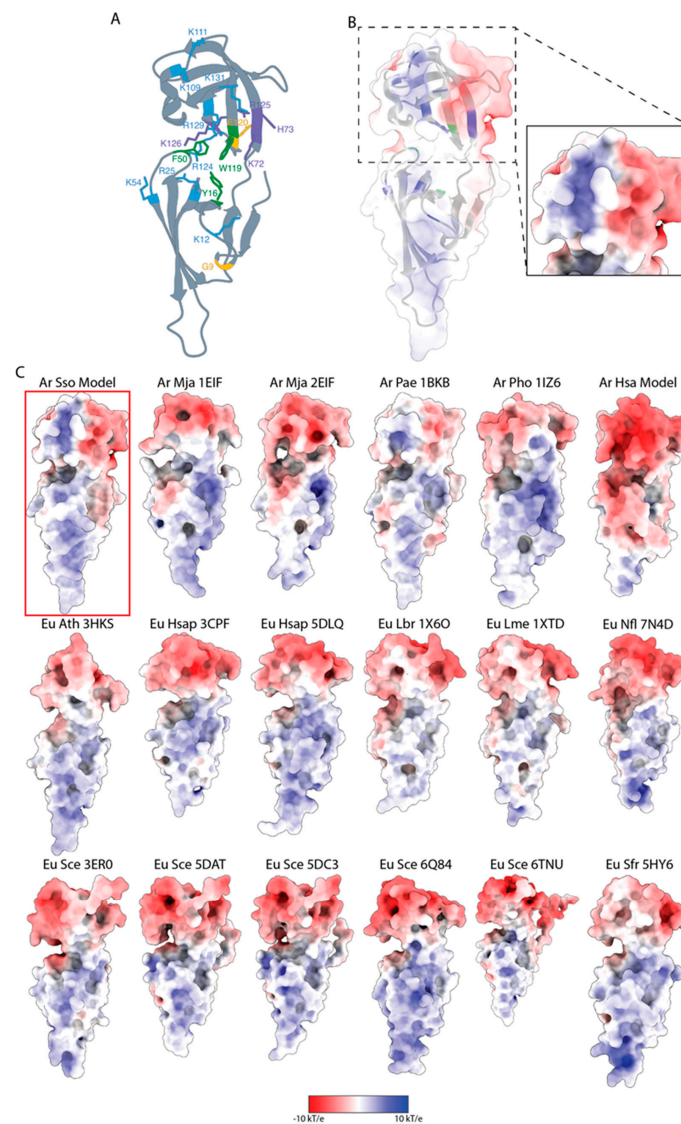 A
B
K111
K131
K109
R125
R129
H73
K126
F50
K72
R25
R124
W119
K54
Y16
K12
G9
C
Ar Sso Model
Ar Mja 1EIF
Ar Mja 2EIF
Ar Pae 1BKB
Ar Pho 1IZ6
Ar Hsa Model
Eu Ath 3HKS
Eu Hsap 3CPF
Eu Hsap 5DLQ
Eu Lbr 1X6O
Eu Lme 1XTD
Eu Nfl 7N4D
Eu Sce 3ER0
Eu Sce 5DAT
Eu Sce 5DC3
Eu Sce 6Q84
Eu Sce 6TNU
Eu Sfr 5HY6
-10 kT/e
10 kT/e